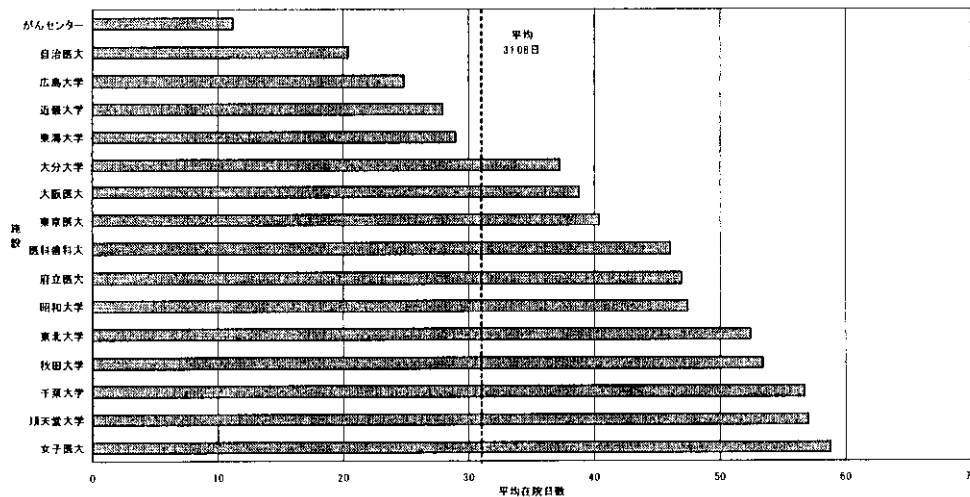 がんセンター
平均
31.08日
自治医大
広島大学
近畿大学
東海大学
大分大学
大阪医大
東京医大
施設
医科歯科大
府立医大
昭和大学
東北大学
秋田大学
千葉大学
順天堂大学
女子医大
0 10 20 30 40 50 60
平均在院日数